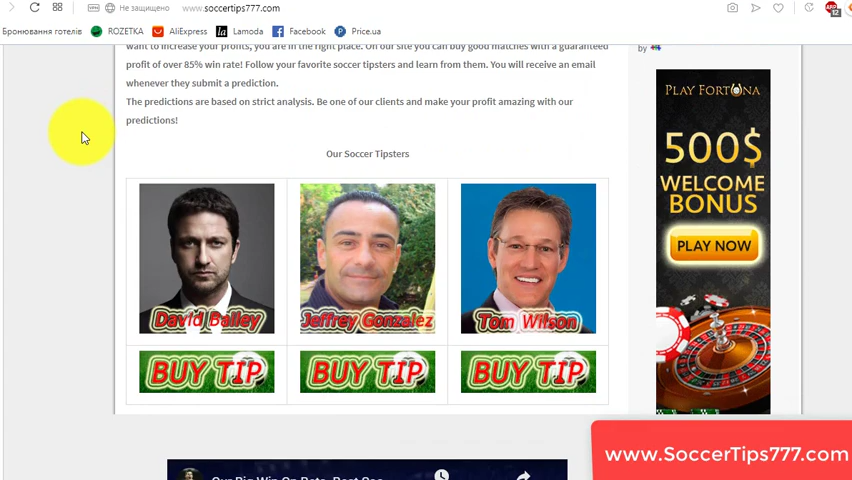 Не защищено www.soccertips777.com
Бронювання готелів ROZETKA AliExpress la Lamoda Facebook Price.ua
want to increase your profits, you are in the right place. On our site you can buy good matches with a guaranteed
profit of over 85% win rate! Follow your favorite soccer tipsters and learn from them. You will receive an email
whenever they submit a prediction.
The predictions are based on strict analysis. Be one of our clients and make your profit amazing with our
predictions!
by
Our Soccer Tipsters
David Bailey Jeffrey Gonzalez Tom Wilson
BUY TIP BUY TIP BUY TIP
PLAY FORTUNA
500$
WELCOME
BONUS
PLAY NOW
www.SoccerTips777.com